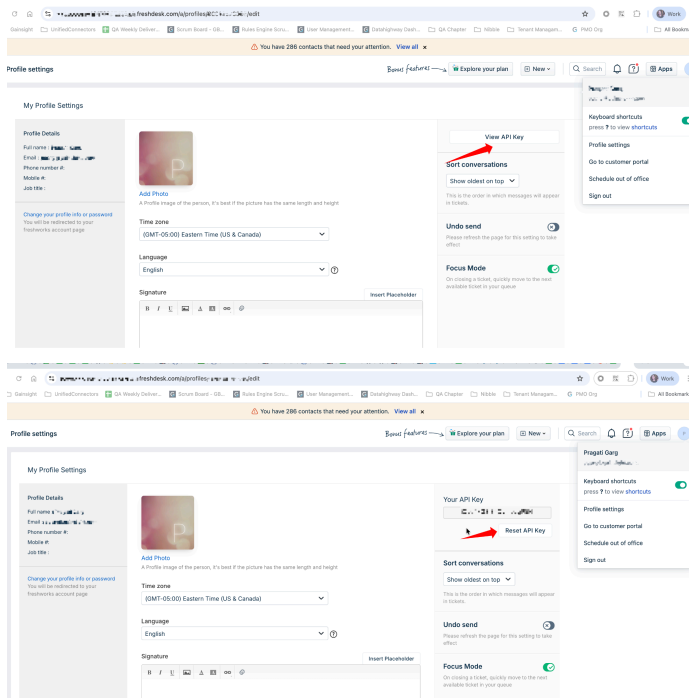 .freshdesk.com/a/profiles/
/edit
Work
Gainsight
UnifiedConnectors
QA Weekly Deliver...
Scrum Board - GB...
Rules Engine Scru...
User Management...
Datahighway Dash...
QA Chapter
Nibble
Tenant Managem...
G PMO Org
All Bookma
You have 286 contacts that need your attention. View all x
Profile settings
Bonus features
Explore your plan
New
Search
Apps
My Profile Settings
Keyboard shortcuts
press ? to view shortcuts
Profile settings
Go to customer portal
Schedule out of office
Sign out
Profile Details
Full name :
Email :
Phone number #:
Mobile #:
Job title :
Change your profile info or password
You will be redirected to your
freshworks account page
P
Add Photo
A Profile image of the person, it's best if the picture has the same length and height
Time zone
(GMT-05:00) Eastern Time (US & Canada)
Language
English
Signature
Insert Placeholder
B I U A
View API Key
Sort conversations
Show oldest on top
This is the order in which messages will appear
in tickets.
Undo send
Please refresh the page for this setting to take
effect
Focus Mode
On closing a ticket, quickly move to the next
available ticket in your queue
freshdesk.com/a/profiles/
/edit
Work
Gainsight
UnifiedConnectors
QA Weekly Deliver...
Scrum Board - GB...
Rules Engine Scru...
User Management...
Datahighway Dash...
QA Chapter
Nibble
Tenant Managem...
G PMO Org
All Bookmark
You have 286 contacts that need your attention. View all x
Profile settings
Bonus features
Explore your plan
New
Search
Apps
My Profile Settings
Pragati Garg
Keyboard shortcuts
press ? to view shortcuts
Profile settings
Go to customer portal
Schedule out of office
Sign out
Profile Details
Full name
Email
Phone number #:
Mobile #:
Job title :
Change your profile info or password
You will be redirected to your
freshworks account page
P
Add Photo
A Profile image of the person, it's best if the picture has the same length and height
Time zone
(GMT-05:00) Eastern Time (US & Canada)
Language
English
Signature
Insert Placeholder
B I U A
Your API Key
Reset API Key
Sort conversations
Show oldest on top
This is the order in which messages will appear
in tickets.
Undo send
Please refresh the page for this setting to take
effect
Focus Mode
On closing a ticket, quickly move to the next
available ticket in your queue